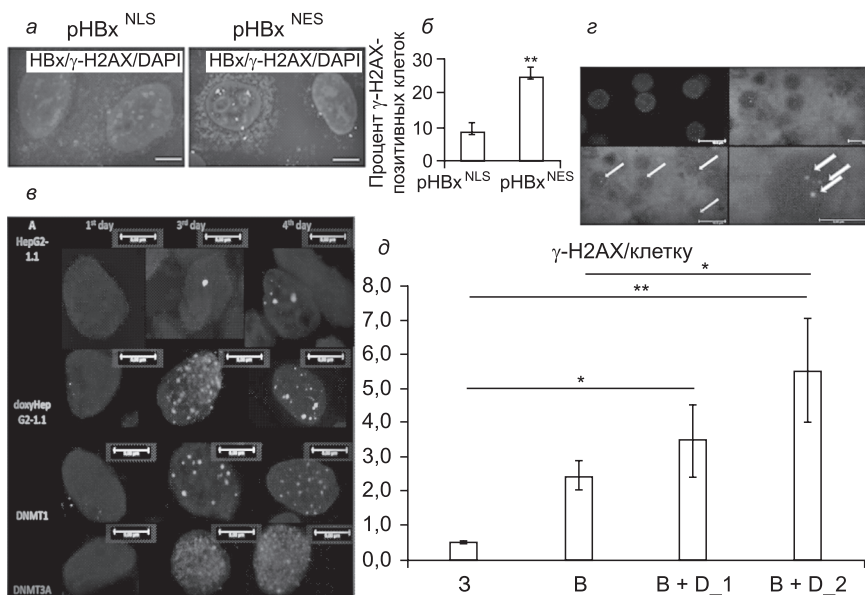 а
pHBx NLS
pHBx NES
HBx/γ-H2AX/DAPI
HBx/γ-H2AX/DAPI
б
Процент γ-H2AX-
позитивных клеток
30
20
10
0
**
pHBx NLS
pHBx NES
г
в
A
1st day
3rd day
4th day
HepG2-
1.1
doxyHep
G2-1.1
DNMT1
DNMT3A
д
γ-H2AX/клетку
*
**
*
8,0
7,0
6,0
5,0
4,0
3,0
2,0
1,0
0,0
З
В
В + D_1
В + D_2